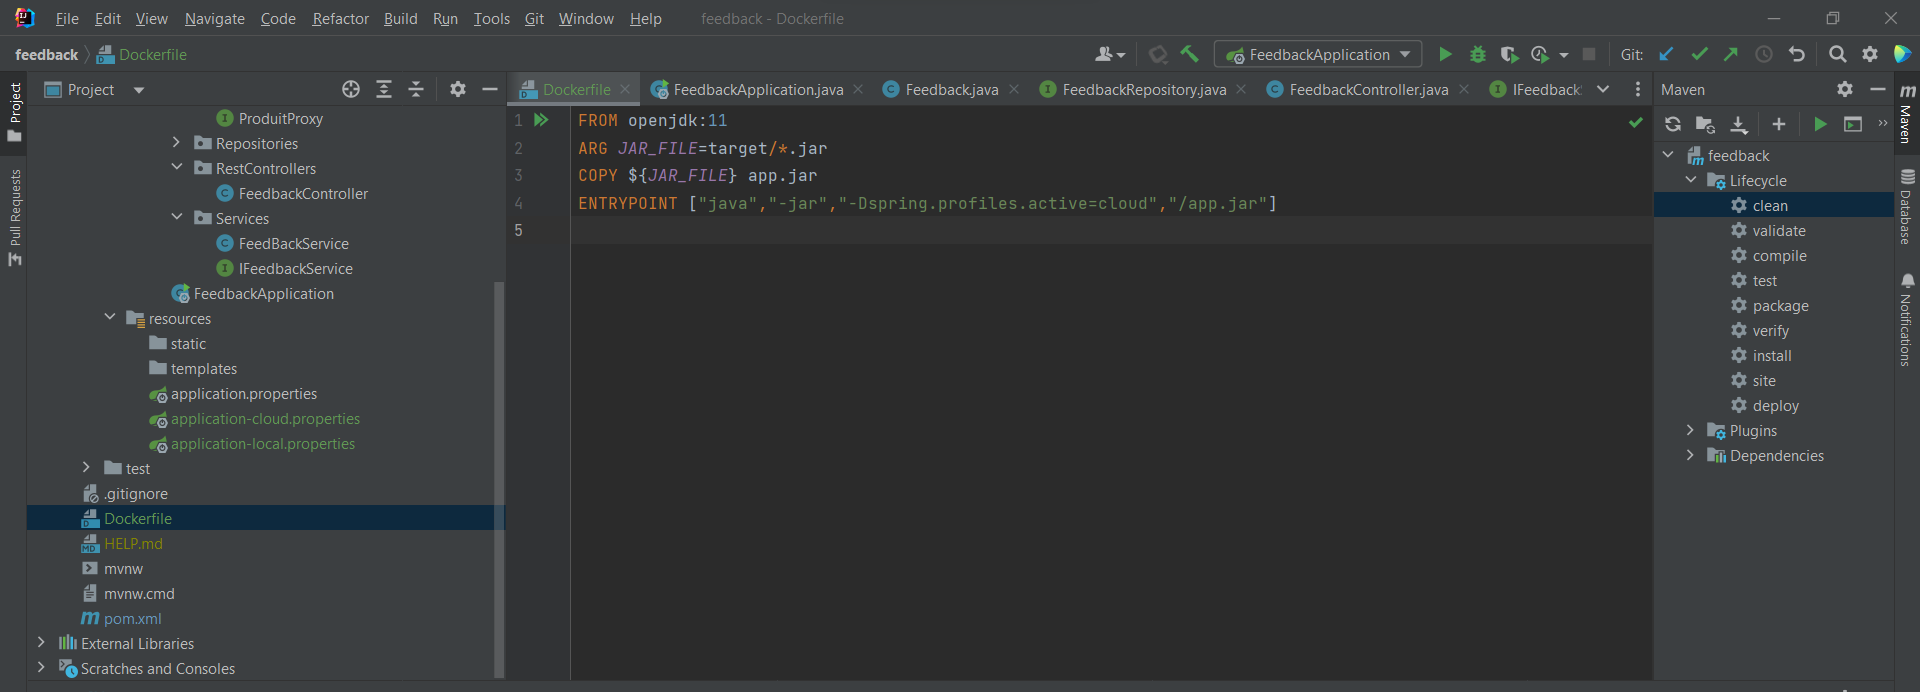 File Edit View Navigate Code Refactor Build Run Tools Git Window Help feedback - Dockerfile
feedback Dockerfile FeedbackApplication Git:
Project
Pull Requests
Project
ProduitProxy
Repositories
RestControllers
FeedbackController
Services
FeedBackService
IFeedbackService
FeedbackApplication
resources
static
templates
application.properties
application-cloud.properties
application-local.properties
test
.gitignore
Dockerfile
HELP.md
mvnw
mvnw.cmd
pom.xml
External Libraries
Scratches and Consoles
Dockerfile FeedbackApplication.java Feedback.java FeedbackRepository.java FeedbackController.java IFeedback
1 FROM openjdk:11
2 ARG JAR_FILE=target/*.jar
3 COPY ${JAR_FILE} app.jar
4 ENTRYPOINT ["java","-jar","-Dspring.profiles.active=cloud","/app.jar"]
5
Maven
feedback
Lifecycle
clean
validate
compile
test
package
verify
install
site
deploy
Plugins
Dependencies
Maven
Database
Notifications